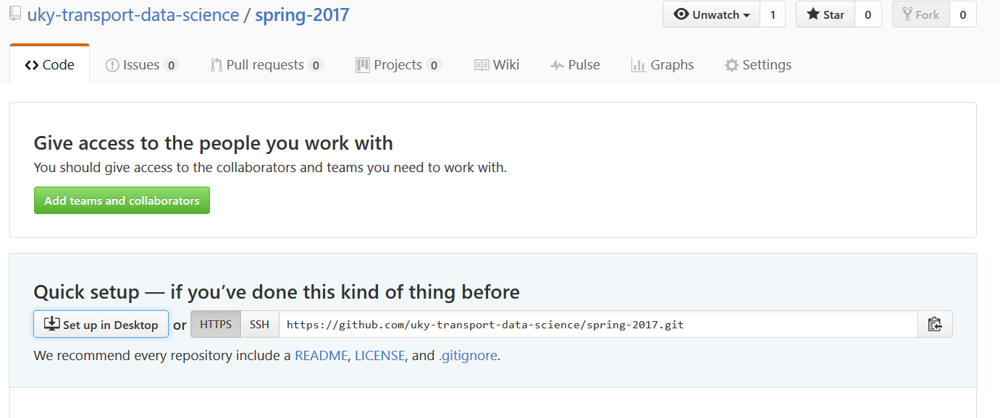 uky-transport-data-science / spring-2017
Unwatch 1 Star 0 Fork 0
Code Issues 0 Pull requests 0 Projects 0 Wiki Pulse Graphs Settings
Give access to the people you work with
You should give access to the collaborators and teams you need to work with.
Add teams and collaborators
Quick setup — if you’ve done this kind of thing before
Set up in Desktop or HTTPS SSH https://github.com/uky-transport-data-science/spring-2017.git
We recommend every repository include a README, LICENSE, and .gitignore.